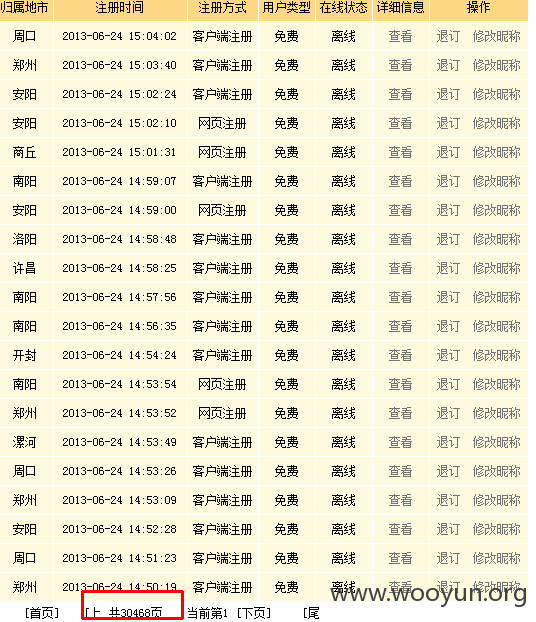 归属地市 注册时间 注册方式 用户类型 在线状态 详细信息 操作
周口 2013-06-24 15:04:02 客户端注册 免费 离线 查看 退订 修改昵称
郑州 2013-06-24 15:03:40 客户端注册 免费 离线 查看 退订 修改昵称
安阳 2013-06-24 15:02:24 客户端注册 免费 离线 查看 退订 修改昵称
安阳 2013-06-24 15:02:10 网页注册 免费 离线 查看 退订 修改昵称
商丘 2013-06-24 15:01:31 网页注册 免费 离线 查看 退订 修改昵称
南阳 2013-06-24 14:59:07 客户端注册 免费 离线 查看 退订 修改昵称
安阳 2013-06-24 14:59:00 网页注册 免费 离线 查看 退订 修改昵称
洛阳 2013-06-24 14:58:48 客户端注册 免费 离线 查看 退订 修改昵称
许昌 2013-06-24 14:58:25 客户端注册 免费 离线 查看 退订 修改昵称
南阳 2013-06-24 14:57:56 客户端注册 免费 离线 查看 退订 修改昵称
南阳 2013-06-24 14:56:35 客户端注册 免费 离线 查看 退订 修改昵称
开封 2013-06-24 14:54:24 客户端注册 免费 离线 查看 退订 修改昵称
南阳 2013-06-24 14:53:54 网页注册 免费 离线 查看 退订 修改昵称
郑州 2013-06-24 14:53:52 网页注册 免费 离线 查看 退订 修改昵称
漯河 2013-06-24 14:53:49 客户端注册 免费 离线 查看 退订 修改昵称
周口 2013-06-24 14:53:26 客户端注册 免费 离线 查看 退订 修改昵称
郑州 2013-06-24 14:53:09 客户端注册 免费 离线 查看 退订 修改昵称
安阳 2013-06-24 14:52:28 客户端注册 免费 离线 查看 退订 修改昵称
周口 2013-06-24 14:51:23 客户端注册 免费 离线 查看 退订 修改昵称
郑州 2013-06-24 14:50:19 客户端注册 免费 离线 查看 退订 修改昵称
www.wooyun.org
[首页] [上 共30468页 当前第1 [下页] [尾